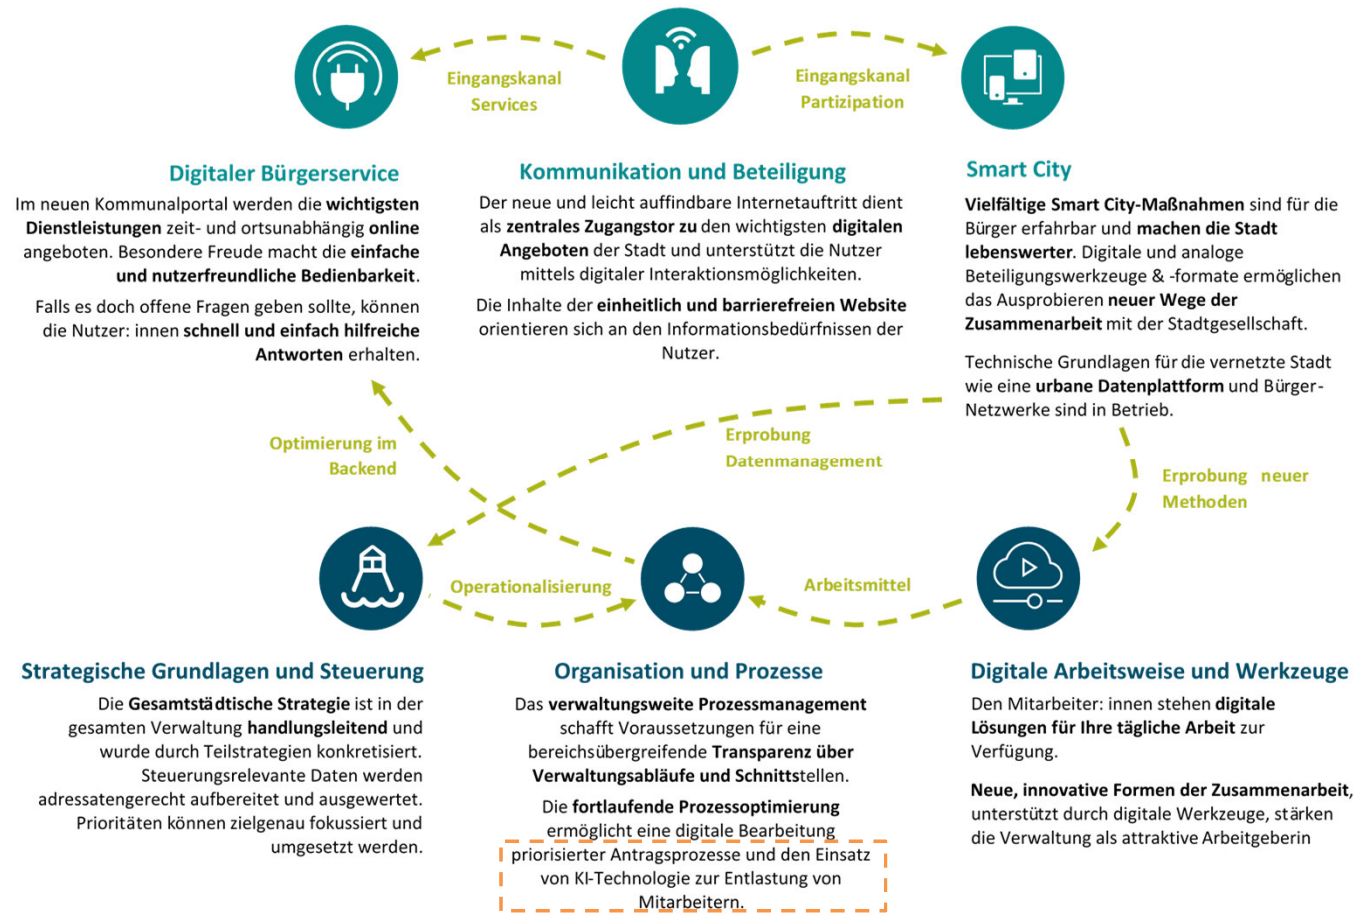 Eingangskanal
Services
Eingangskanal
Partizipation
Digitaler Bürgerservice
Im neuen Kommunalportal werden die wichtigsten
Dienstleistungen zeit- und ortsunabhängig online
angeboten. Besondere Freude macht die einfache
und nutzerfreundliche Bedienbarkeit.
Falls es doch offene Fragen geben sollte, können
die Nutzer: innen schnell und einfach hilfreiche
Antworten erhalten.
Kommunikation und Beteiligung
Der neue und leicht auffindbare Internetauftritt dient
als zentrales Zugangstor zu den wichtigsten digitalen
Angeboten der Stadt und unterstützt die Nutzer
mittels digitaler Interaktionsmöglichkeiten.
Die Inhalte der einheitlich und barrierefreien Website
orientieren sich an den Informationsbedürfnissen der
Nutzer.
Smart City
Vielfältige Smart City-Maßnahmen sind für die
Bürger erfahrbar und machen die Stadt
lebenswerter. Digitale und analoge
Beteiligungswerkzeuge & -formate ermöglichen
das Ausprobieren neuer Wege der
Zusammenarbeit mit der Stadtgesellschaft.
Technische Grundlagen für die vernetzte Stadt
wie eine urbane Datenplattform und Bürger-
Netzwerke sind in Betrieb.
Optimierung im
Backend
Erprobung
Datenmanagement
Erprobung neuer
Methoden
Operationalisierung
Arbeitsmittel
Strategische Grundlagen und Steuerung
Die Gesamtstädtische Strategie ist in der
gesamten Verwaltung handlungsleitend und
wurde durch Teilstrategien konkretisiert.
Steuerungsrelevante Daten werden
adressatengerecht aufbereitet und ausgewertet.
Prioritäten können zielgenau fokussiert und
umgesetzt werden.
Organisation und Prozesse
Das verwaltungsweite Prozessmanagement
schafft Voraussetzungen für eine
bereichsübergreifende Transparenz über
Verwaltungsabläufe und Schnittstellen.
Die fortlaufende Prozessoptimierung
ermöglicht eine digitale Bearbeitung
priorisierter Antragsprozesse und den Einsatz
von KI-Technologie zur Entlastung von
Mitarbeitern.
Digitale Arbeitsweise und Werkzeuge
Den Mitarbeiter: innen stehen digitale
Lösungen für Ihre tägliche Arbeit zur
Verfügung.
Neue, innovative Formen der Zusammenarbeit,
unterstützt durch digitale Werkzeuge, stärken
die Verwaltung als attraktive Arbeitgeberin